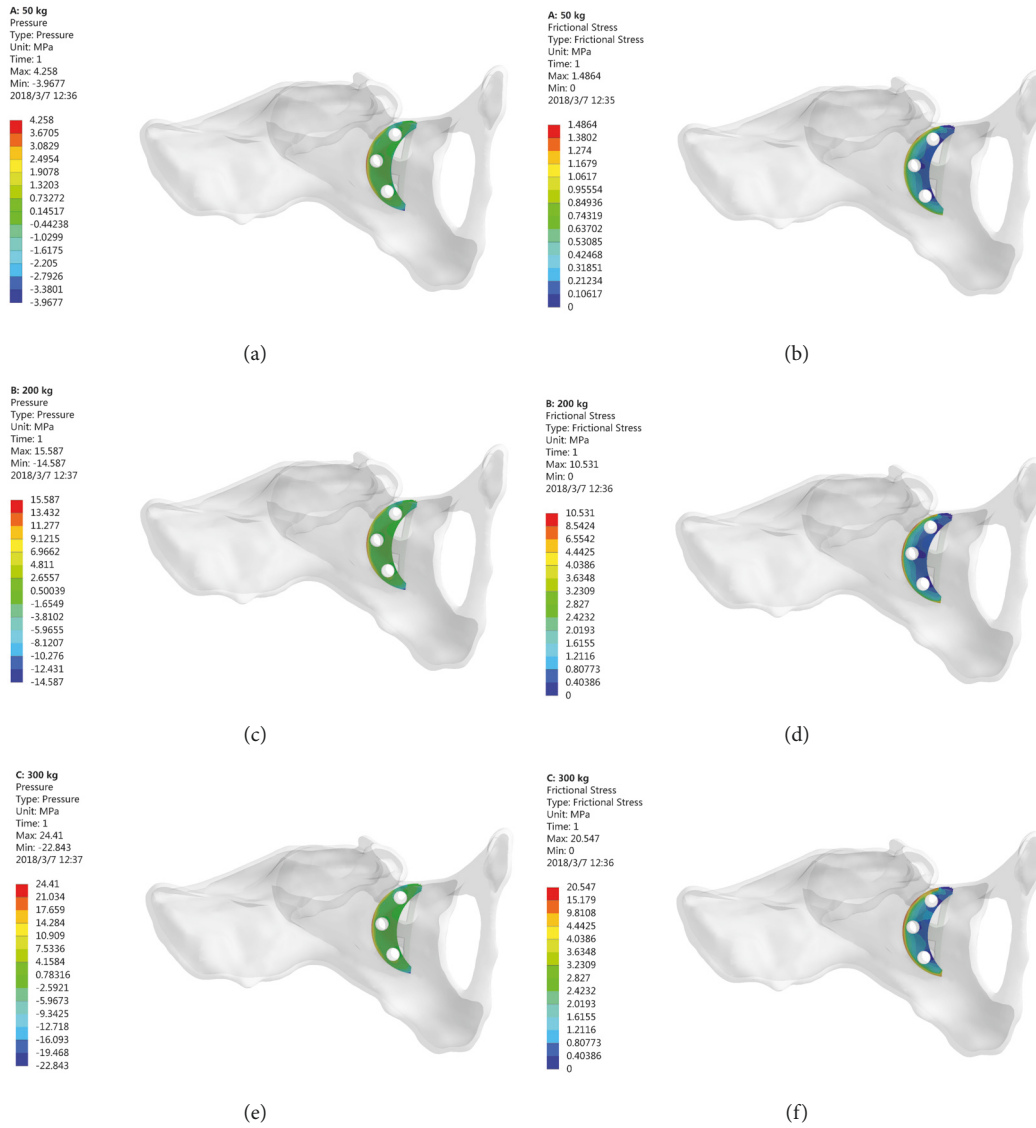 A: 50 kg
Pressure
Type: Pressure
Unit: MPa
Time: 1
Max: 4.258
Min: -3.9677
2018/3/7 12:36
4.258
3.6705
3.0829
2.4954
1.9078
1.3203
0.73272
0.14517
-0.44238
-1.0299
-1.6175
-2.205
-2.7926
-3.3801
-3.9677
(a)
A: 50 kg
Frictional Stress
Type: Frictional Stress
Unit: MPa
Time: 1
Max: 1.4864
Min: 0
2018/3/7 12:35
1.4864
1.3802
1.274
1.1679
1.0617
0.95554
0.84936
0.74319
0.63702
0.53085
0.42468
0.31851
0.21234
0.10617
0
(b)
B: 200 kg
Pressure
Type: Pressure
Unit: MPa
Time: 1
Max: 15.587
Min: -14.587
2018/3/7 12:37
15.587
13.432
11.277
9.1215
6.9662
4.811
2.6557
0.50039
-1.6549
-3.8102
-5.9655
-8.1207
-10.276
-12.431
-14.587
(c)
B: 200 kg
Frictional Stress
Type: Frictional Stress
Unit: MPa
Time: 1
Max: 10.531
Min: 0
2018/3/7 12:36
10.531
8.5424
6.5542
4.4425
4.0386
3.6348
3.2309
2.827
2.4232
2.0193
1.6155
1.2116
0.80773
0.40386
0
(d)
C: 300 kg
Pressure
Type: Pressure
Unit: MPa
Time: 1
Max: 24.41
Min: -22.843
2018/3/7 12:37
24.41
21.034
17.659
14.284
10.909
7.5336
4.1584
0.78316
-2.5921
-5.9673
-9.3425
-12.718
-16.093
-19.468
-22.843
(e)
C: 300 kg
Frictional Stress
Type: Frictional Stress
Unit: MPa
Time: 1
Max: 20.547
Min: 0
2018/3/7 12:36
20.547
15.179
9.8108
4.4425
4.0386
3.6348
3.2309
2.827
2.4232
2.0193
1.6155
1.2116
0.80773
0.40386
0
(f)